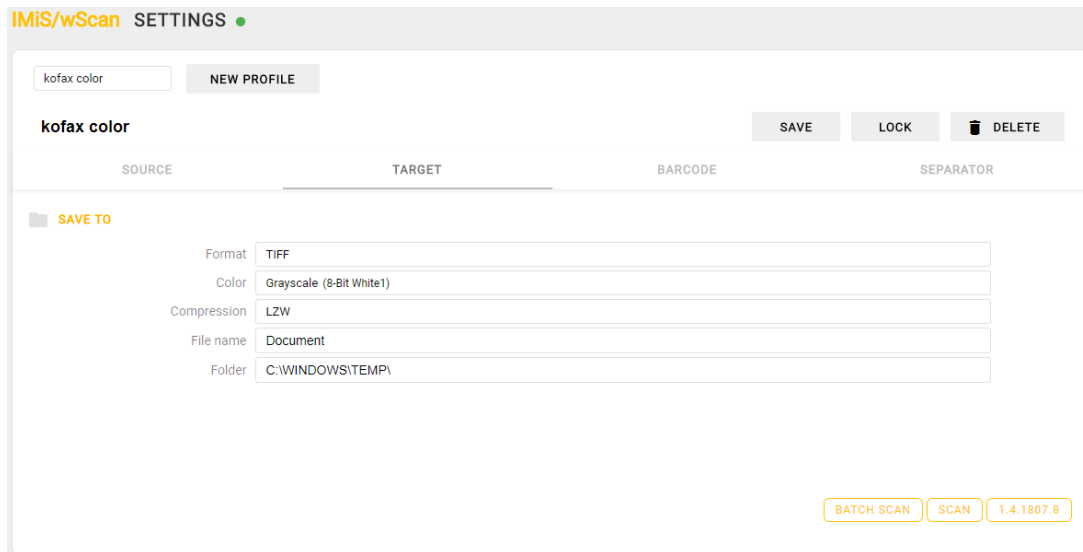 IMiS/wScan SETTINGS
kofax color NEW PROFILE
kofax color SAVE LOCK DELETE
SOURCE TARGET BARCODE SEPARATOR
SAVE TO
Format TIFF
Color Grayscale (8-Bit White1)
Compression LZW
File name Document
Folder C:\WINDOWS\TEMP\
BATCH SCAN SCAN 1.4.1807.8